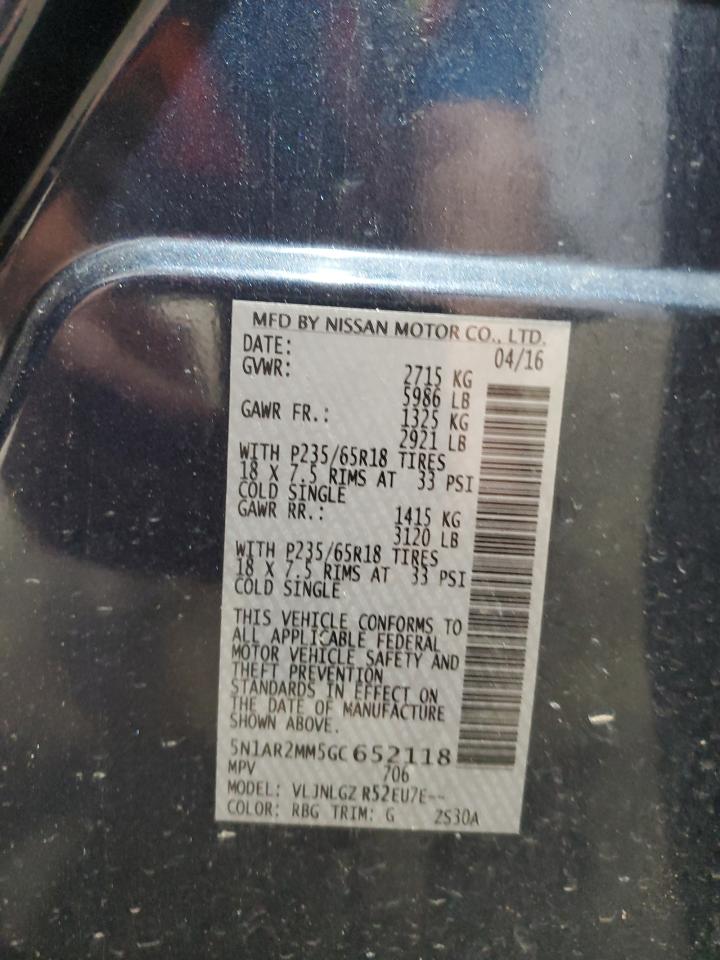 MFD BY NISSAN MOTOR CO., LTD.
DATE: 04/16
GVWR: 2715 KG
5986 LB
GAWR FR.: 1325 KG
2921 LB
WITH P235/65R18 TIRES
18 X 7.5 RIMS AT 33 PSI
COLD SINGLE
GAWR RR.: 1415 KG
3120 LB
WITH P235/65R18 TIRES
18 X 7.5 RIMS AT 33 PSI
COLD SINGLE
THIS VEHICLE CONFORMS TO
ALL APPLICABLE FEDERAL
MOTOR VEHICLE SAFETY AND
THEFT PREVENTION
STANDARDS IN EFFECT ON
THE DATE OF MANUFACTURE
SHOWN ABOVE.
5N1AR2MM5GC652118
MPV 706
MODEL: VLJNLGZ R52EU7E--
COLOR: RBG TRIM: G 2S30A